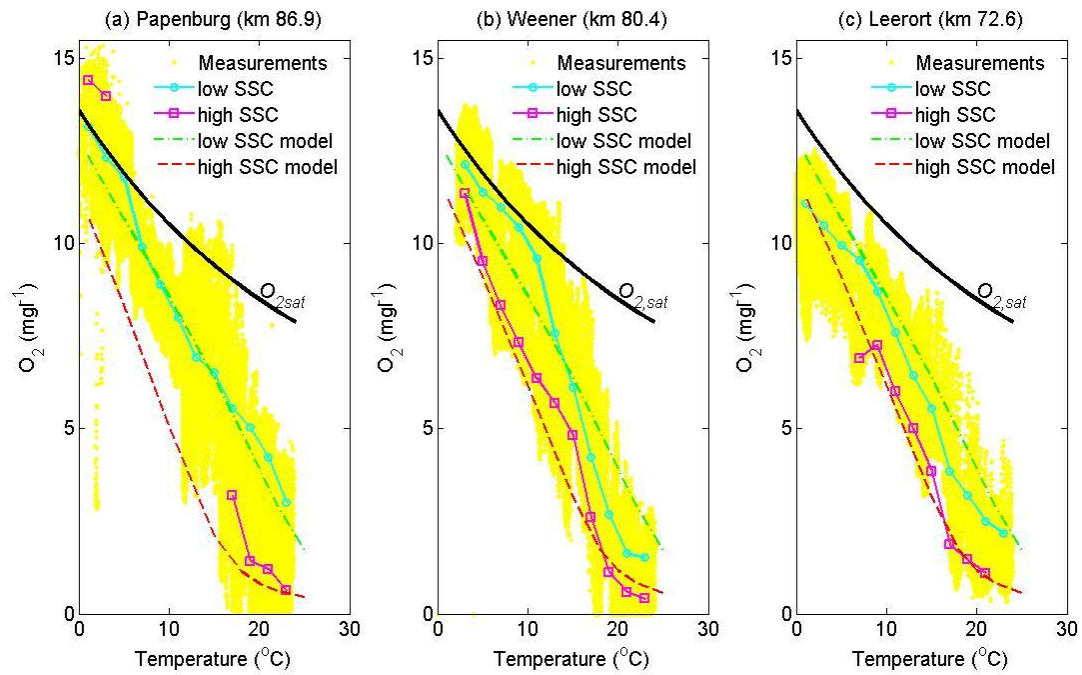 (a) Papenburg (km 86.9)
15
10
5
0
0
10
20
30
O2 (mgl-1)
Temperature (oC)
Measurements
low SSC
high SSC
low SSC model
high SSC model
O2sat
(b) Weener (km 80.4)
15
10
5
0
0
10
20
30
O2 (mgl-1)
Temperature (oC)
Measurements
low SSC
high SSC
low SSC model
high SSC model
O2,sat
(c) Leerort (km 72.6)
15
10
5
0
0
10
20
30
O2 (mgl-1)
Temperature (oC)
Measurements
low SSC
high SSC
low SSC model
high SSC model
O2,sat